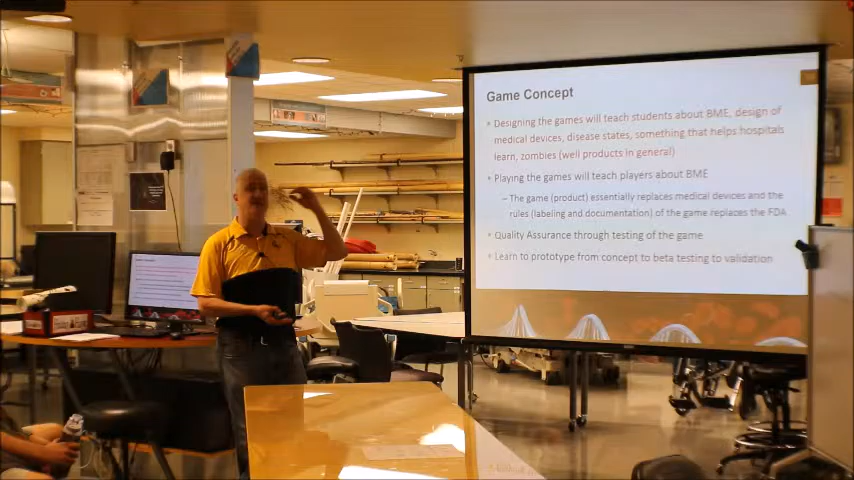 Game Concept
• Designing the games will teach students about BME, design of
medical devices, disease states, something that helps hospitals
learn, zombies (well products in general)
• Playing the games will teach players about BME
– The game (product) essentially replaces medical devices and the
rules (labeling and documentation) of the game replaces the FDA
• Quality Assurance through testing of the game
• Learn to prototype from concept to beta testing to validation